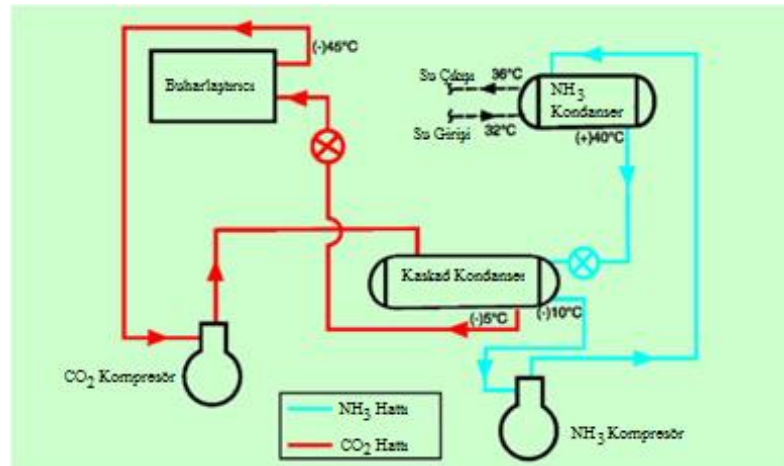 (-)45°C
Buharlaştırıcı
Su Çıkışı 36°C
NH3
Kondanser
Su Girişi 32°C
(+)40°C
Kaskad Kondanser
(-)5°C
(-)10°C
CO2 Kompresör
NH3 Hattı
CO2 Hattı
NH3 Kompresör